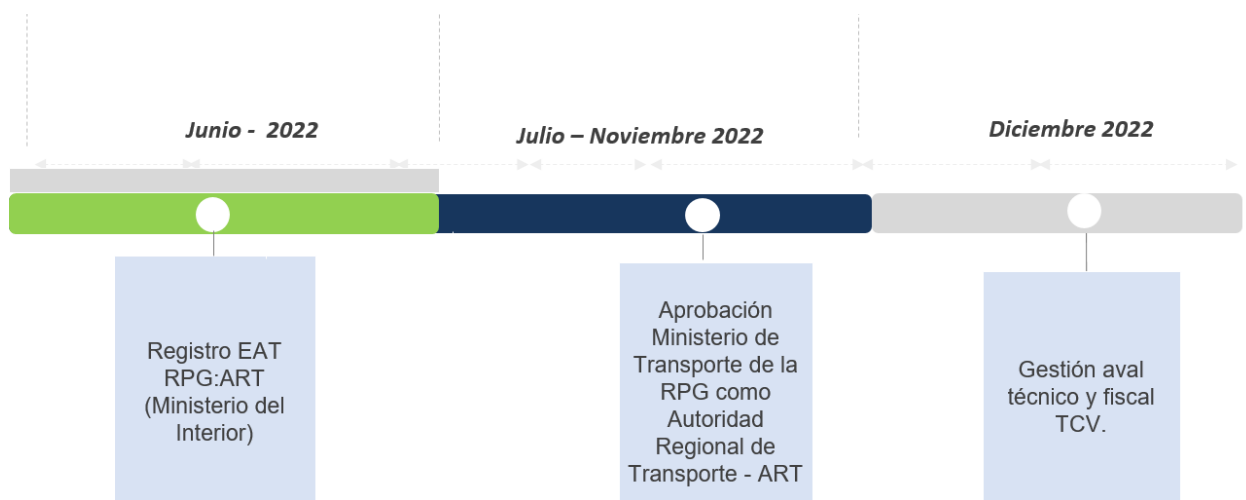 Junio - 2022
Julio – Noviembre 2022
Diciembre 2022
Registro EAT
RPG:ART
(Ministerio del
Interior)
Aprobación
Ministerio de
Transporte de la
RPG como
Autoridad
Regional de
Transporte - ART
Gestión aval
técnico y fiscal
TCV.